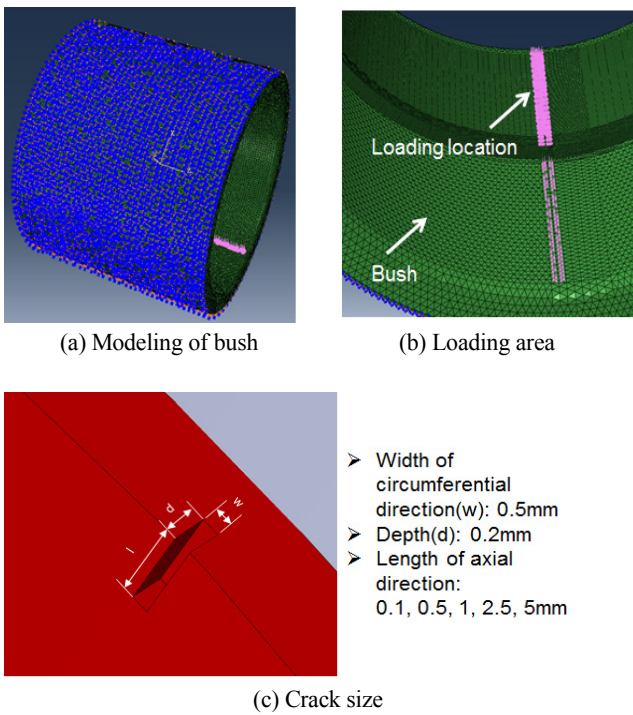 (a) Modeling of bush
Loading location
Bush
(b) Loading area
l
d
w
➢ Width of
circumferential
direction(w): 0.5mm
➢ Depth(d): 0.2mm
➢ Length of axial
direction:
0.1, 0.5, 1, 2.5, 5mm
(c) Crack size